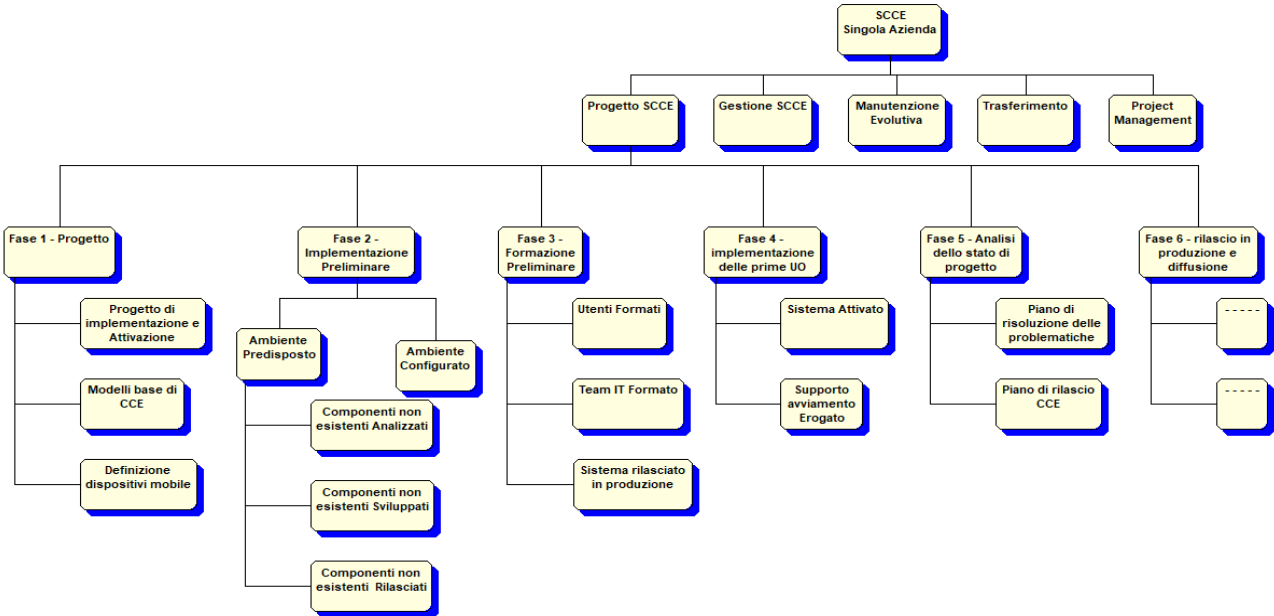 SCCE
Singola Azienda
Progetto SCCE
Gestione SCCE
Manutenzione
Evolutiva
Trasferimento
Project
Management
Fase 1 - Progetto
Fase 2 -
Implementazione
Preliminare
Fase 3 -
Formazione
Preliminare
Fase 4 -
implementazione
delle prime UO
Fase 5 - Analisi
dello stato di
progetto
Fase 6 - rilascio in
produzione e
diffusione
Progetto di
implementazione e
Attivazione
Modelli base di
CCE
Definizione
dispositivi mobile
Ambiente
Predisposto
Ambiente
Configurato
Componenti non
esistenti Analizzati
Componenti non
esistenti Sviluppati
Componenti non
esistenti Rilasciati
Utenti Formati
Team IT Formato
Sistema rilasciato
in produzione
Sistema Attivato
Supporto
avviamento
Erogato
Piano di
risoluzione delle
problematiche
Piano di rilascio
CCE
- - - - -
- - - - -